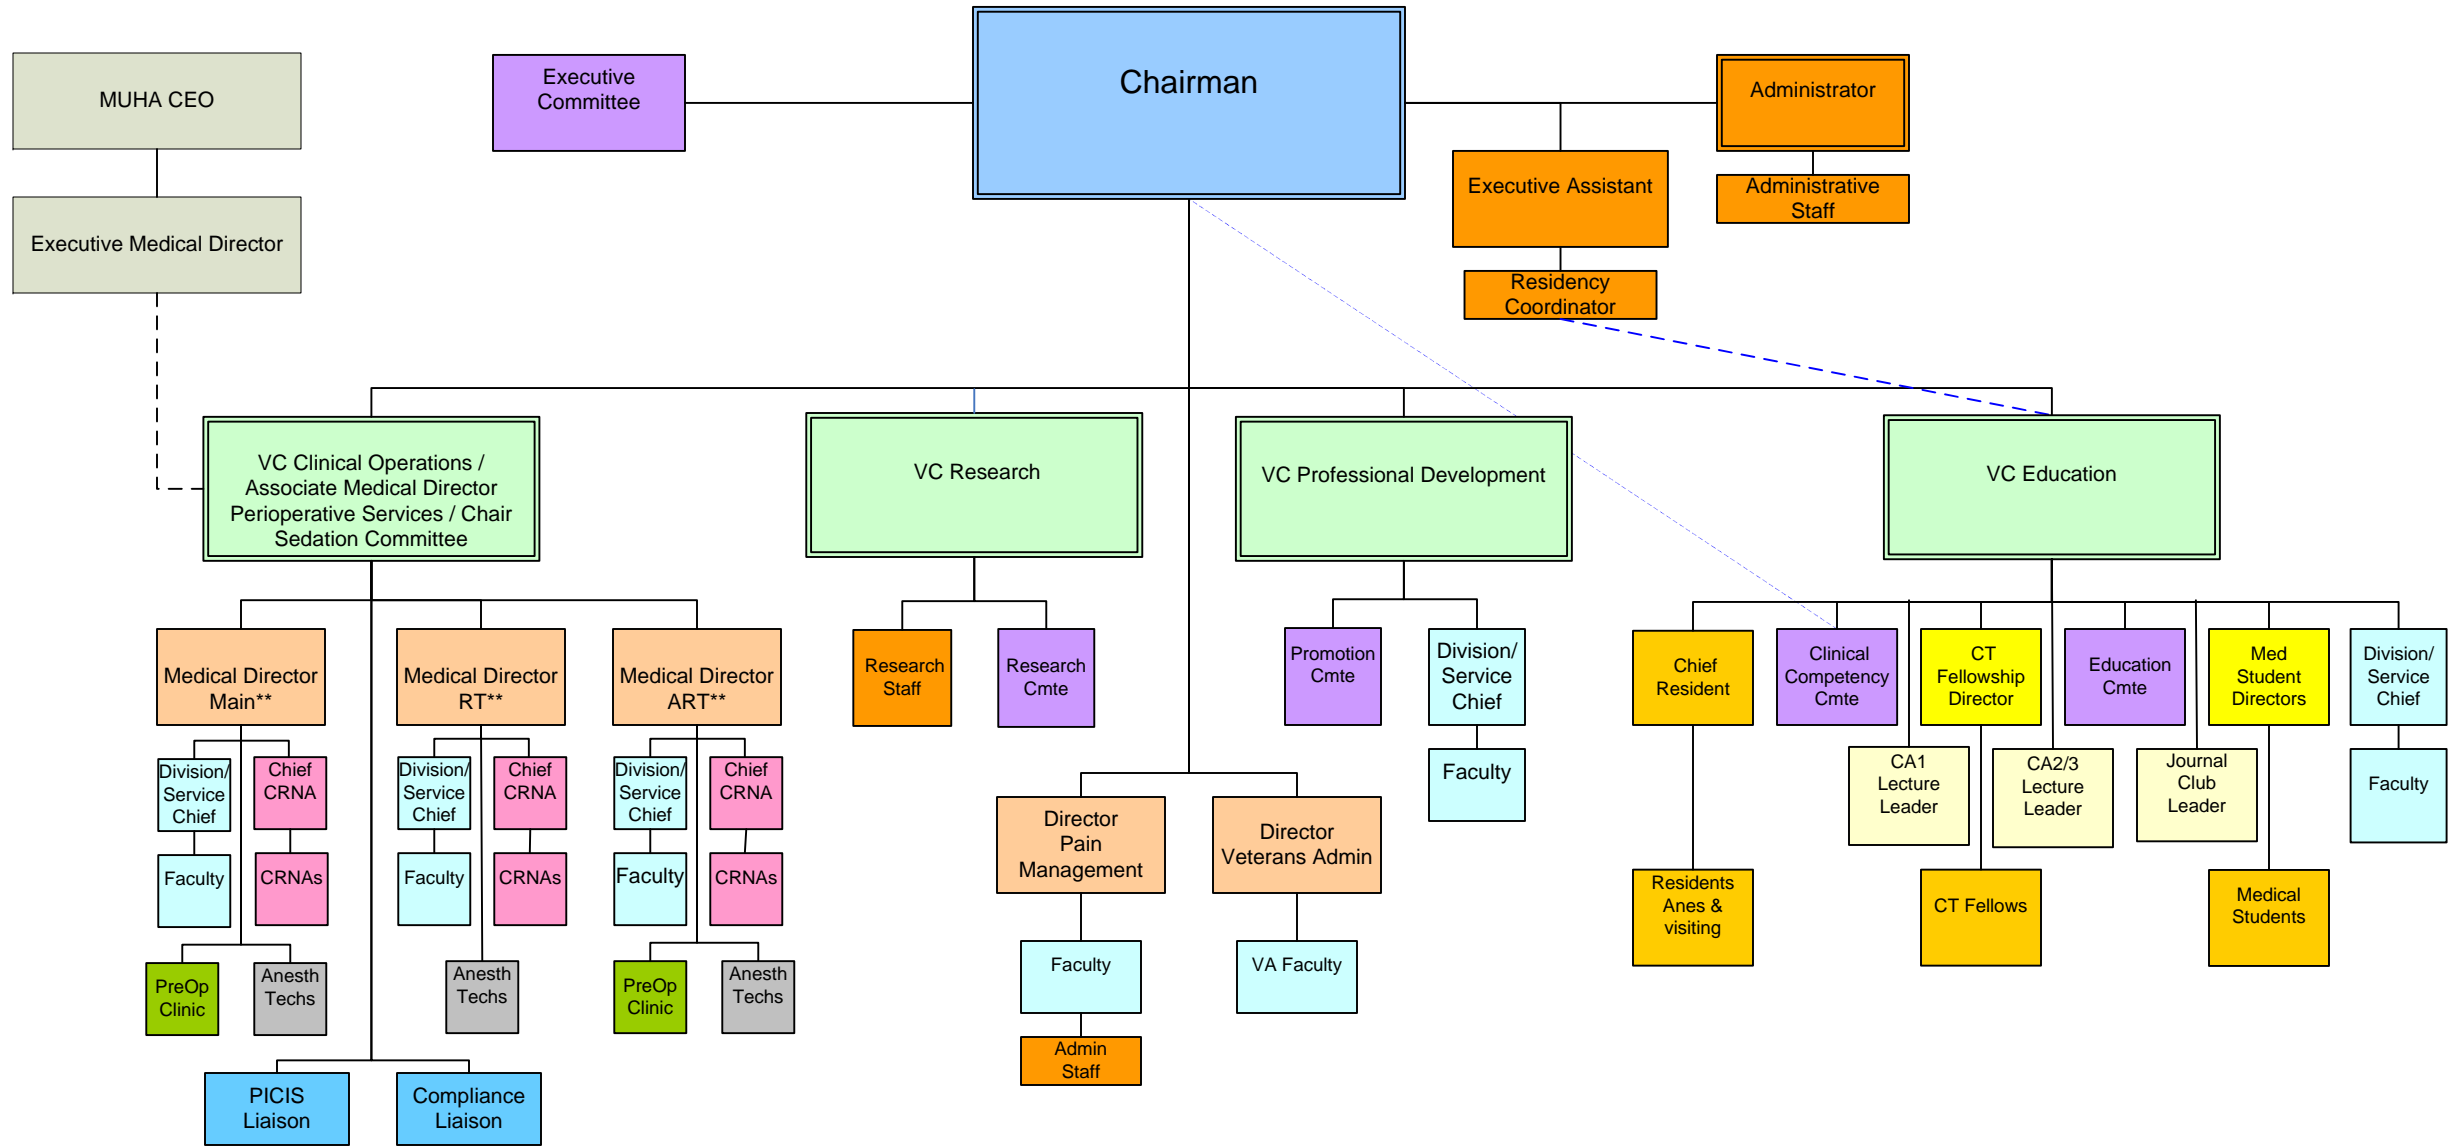 MUHA CEO
Executive
Committee
Chairman
Administrator
Executive Medical Director
Executive Assistant
Administrative
Staff
Residency
Coordinator
VC Clinical Operations /
Associate Medical Director
Perioperative Services / Chair
Sedation Committee
VC Research
VC Professional Development
VC Education
Medical Director
Main**
Medical Director
RT**
Medical Director
ART**
Research
Staff
Research
Cmte
Promotion
Cmte
Division/
Service
Chief
Chief
Resident
Clinical
Competency
Cmte
CT
Fellowship
Director
Education
Cmte
Med
Student
Directors
Division/
Service
Chief
Division/
Service
Chief
Chief
CRNA
Division/
Service
Chief
Chief
CRNA
Division/
Service
Chief
Chief
CRNA
Faculty
CA1
Lecture
Leader
CA2/3
Lecture
Leader
Journal
Club
Leader
Faculty
Director
Pain
Management
Director
Veterans Admin
Faculty
CRNAs
Faculty
CRNAs
Faculty
CRNAs
Residents
Anes &
visiting
CT Fellows
Medical
Students
Faculty
VA Faculty
PreOp
Clinic
Anesth
Techs
Anesth
Techs
PreOp
Clinic
Anesth
Techs
Admin
Staff
PICIS
Liaison
Compliance
Liaison